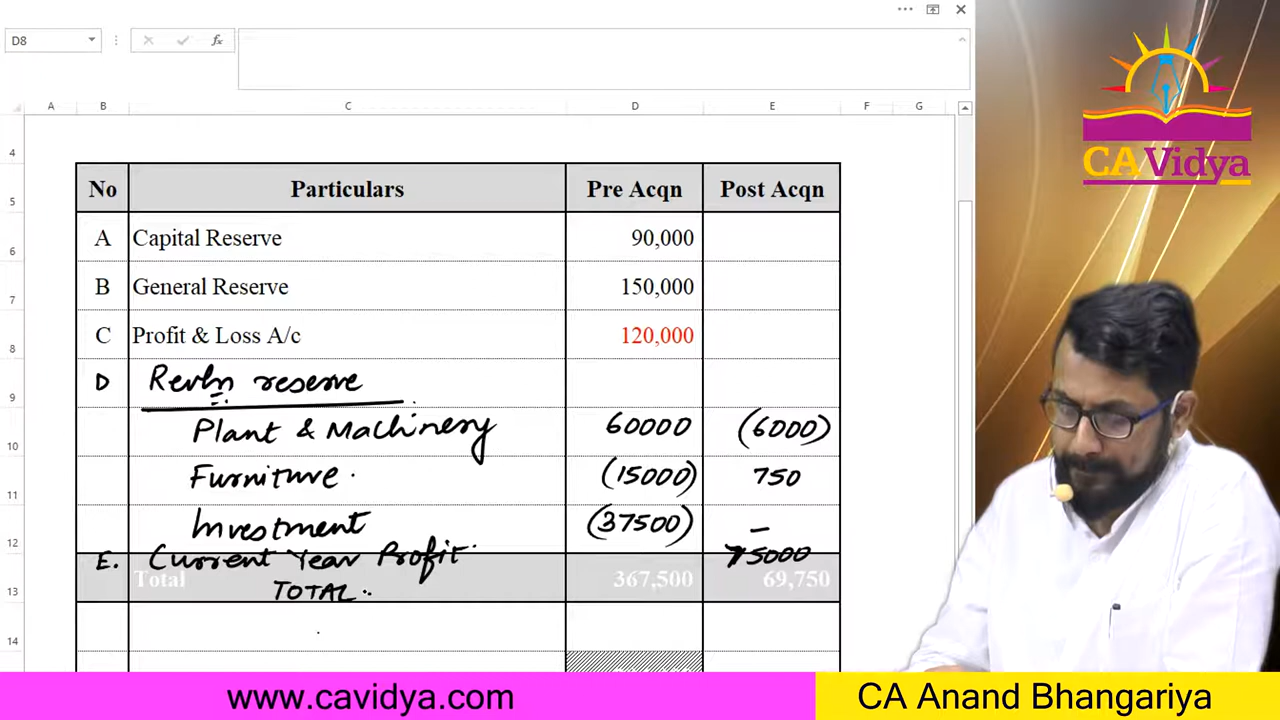 D8
fx
A B C D E F G
4
5 No Particulars Pre Acqn Post Acqn
6 A Capital Reserve 90,000
7 B General Reserve 150,000
8 C Profit & Loss A/c 120,000
9 D Revln reserve
10 Plant & Machinery 60000 (6000)
11 Furniture (15000) 750
12 Investment (37500) –
E. Current Year Profit 75000
13 Total 367,500 69,750
TOTAL
14
CA Vidya
www.cavidya.com
CA Anand Bhangariya